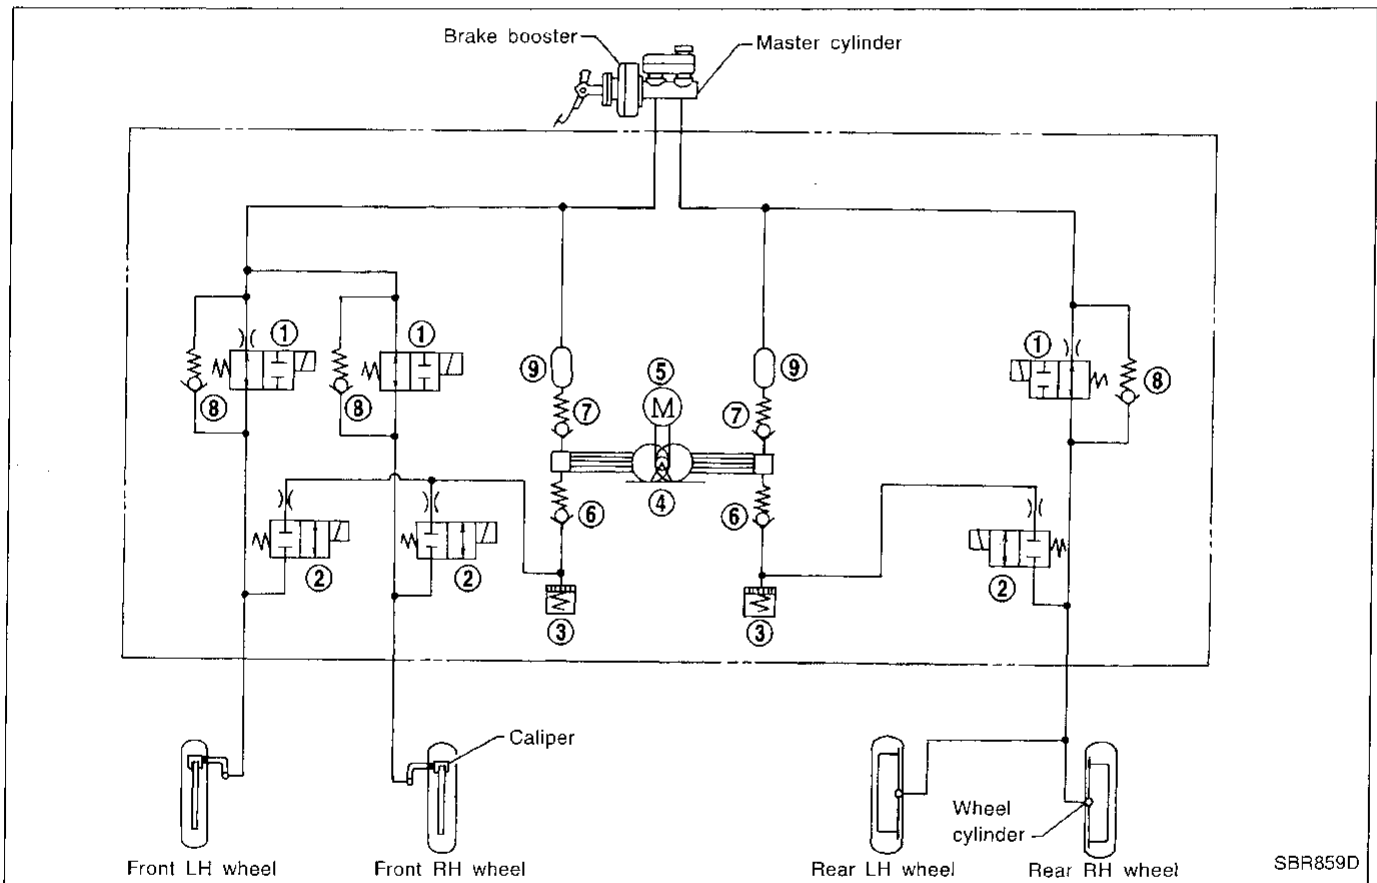 Brake booster
Master cylinder
①
①
①
⑧
⑧
⑧
⑨
⑤
⑨
M
⑦
⑦
⑥
④
⑥
②
②
②
③
③
Caliper
Wheel
cylinder
Front LH wheel
Front RH wheel
Rear LH wheel
Rear RH wheel
SBR859D